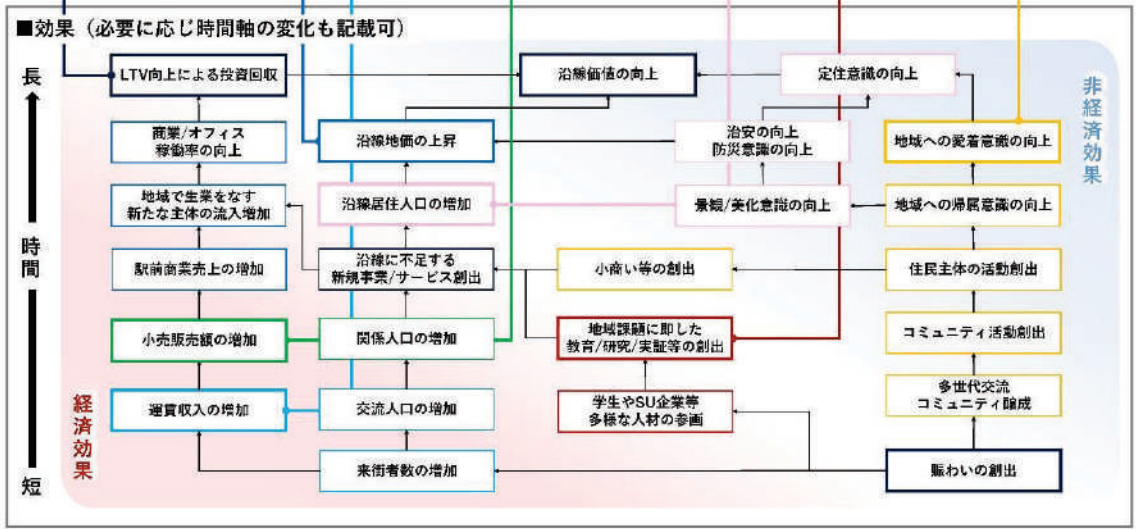 ■効果（必要に応じ時間軸の変化も記載可）
長
時間
短
経済効果
非経済効果
LTV向上による投資回収
沿線価値の向上
定住意識の向上
商業/オフィス
稼働率の向上
沿線地価の上昇
治安の向上
防災意識の向上
地域への愛着意識の向上
地域で生業をなす
新たな主体の流入増加
沿線居住人口の増加
景観/美化意識の向上
地域への帰属意識の向上
駅前商業売上の増加
沿線に不足する
新規事業/サービス創出
小商い等の創出
住民主体の活動創出
小売販売額の増加
関係人口の増加
地域課題に即した
教育/研究/実証等の創出
コミュニティ活動創出
運賃収入の増加
交流人口の増加
学生やSU企業等
多様な人材の参画
多世代交流
コミュニティ醸成
来街者数の増加
賑わいの創出